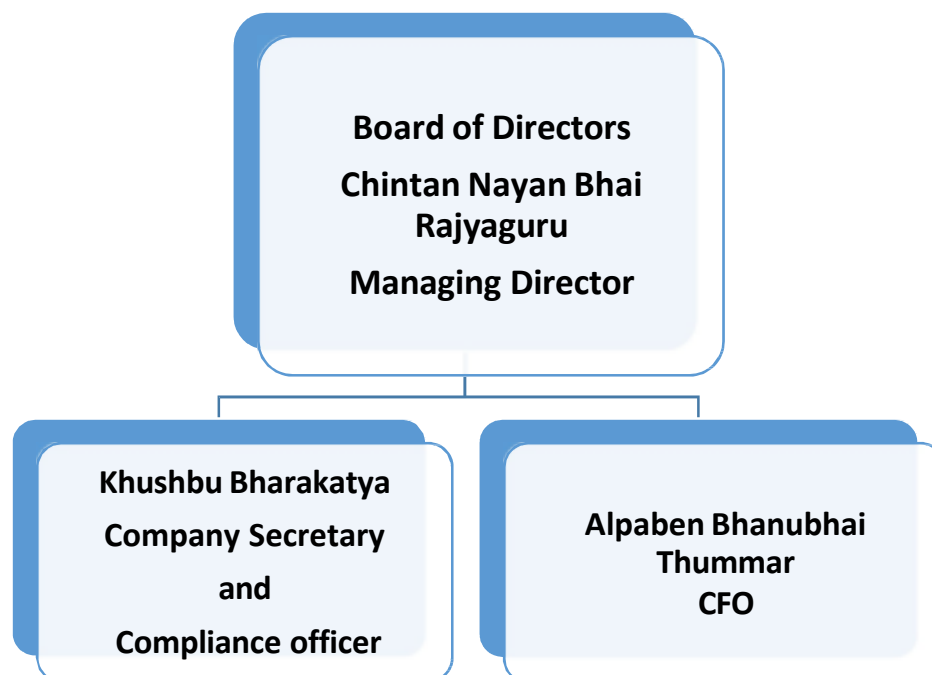 Board of Directors
Chintan Nayan Bhai
Rajyaguru
Managing Director
Khushbu Bharakatya
Company Secretary
and
Compliance officer
Alpaben Bhanubhai
Thummar
CFO